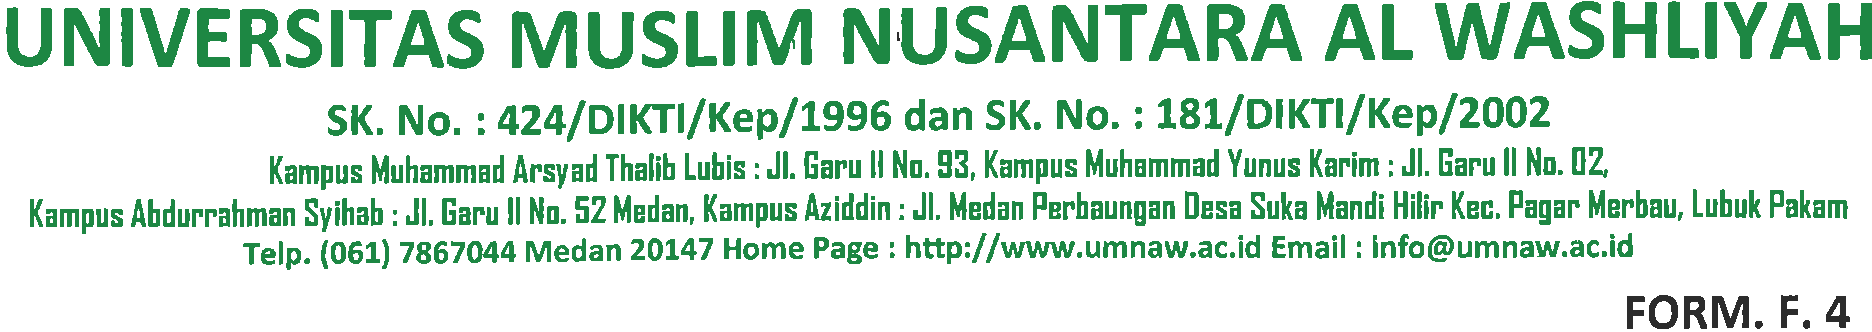 UNIVERSITAS MUSLIM NUSANTARA AL WASHLIYAH
SK. No. : 424/DIKTI/Kep/1996 dan SK. No. : 181/DIKTI/Kep/2002
Kampus Muhammad Arsyad Thalib Lubis : Jl. Garu II No. 93, Kampus Muhammad Yunus Karim : Jl. Garu II No. 02,
Kampus Abdurrahman Syihab : Jl. Garu II No. 52 Medan, Kampus Aziddin : Jl. Medan Perbaungan Desa Suka Mandi Hilir Kec. Pagar Merbau, Lubuk Pakam
Telp. (061) 7867044 Medan 20147 Home Page : http://www.umnaw.ac.id Email : info@umnaw.ac.id
FORM. F. 4